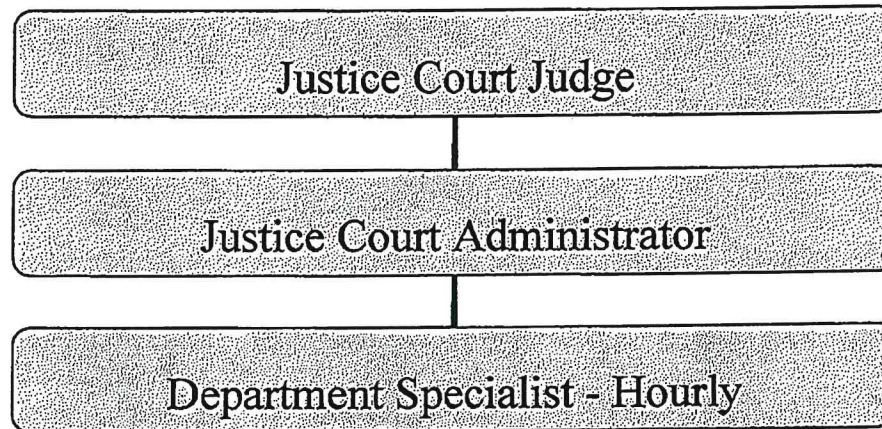 Justice Court Judge
Justice Court Administrator
Department Specialist - Hourly